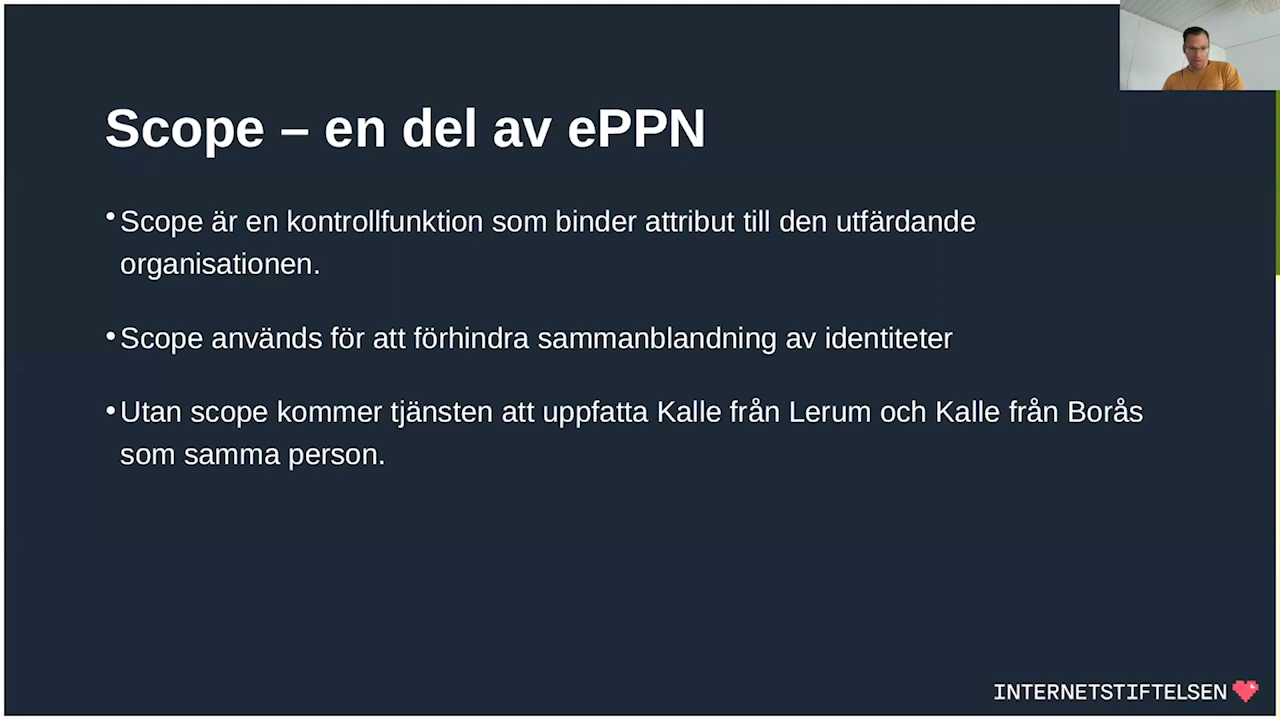 Scope – en del av ePPN
•Scope är en kontrollfunktion som binder attribut till den utfärdande
organisationen.
•Scope används för att förhindra sammanblandning av identiteter
•Utan scope kommer tjänsten att uppfatta Kalle från Lerum och Kalle från Borås
som samma person.
INTERNETSTIFTELSEN